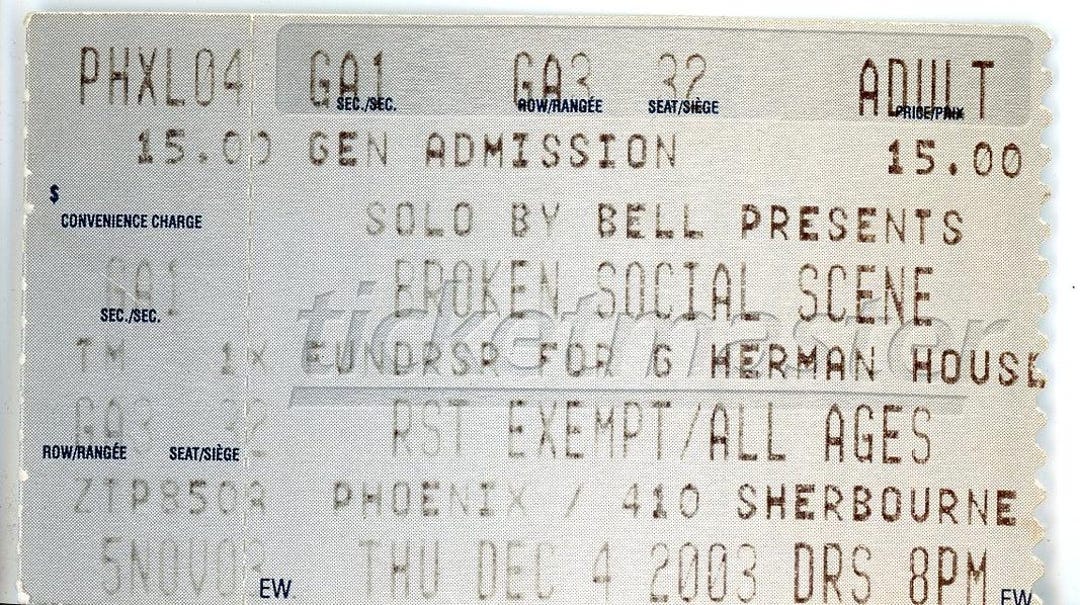 PHXL04 GA1 GA3 32 ADULT
SEC./SEC. ROW/RANGÉE SEAT/SIÈGE PRICE/PRIX
15.00 GEN ADMISSION 15.00
$
CONVENIENCE CHARGE SOLO BY BELL PRESENTS
GA1 BROKEN SOCIAL SCENE
SEC./SEC. ticketmaster
TM 1X FUNDRSR FOR G HERMAN HOUSE
GA3 32 RST EXEMPT/ALL AGES
ROW/RANGÉE SEAT/SIÈGE
PHOENIX / 410 SHERBOURNE
5NOV03 THU DEC 4 2003 DRS 8PM
EW. EW